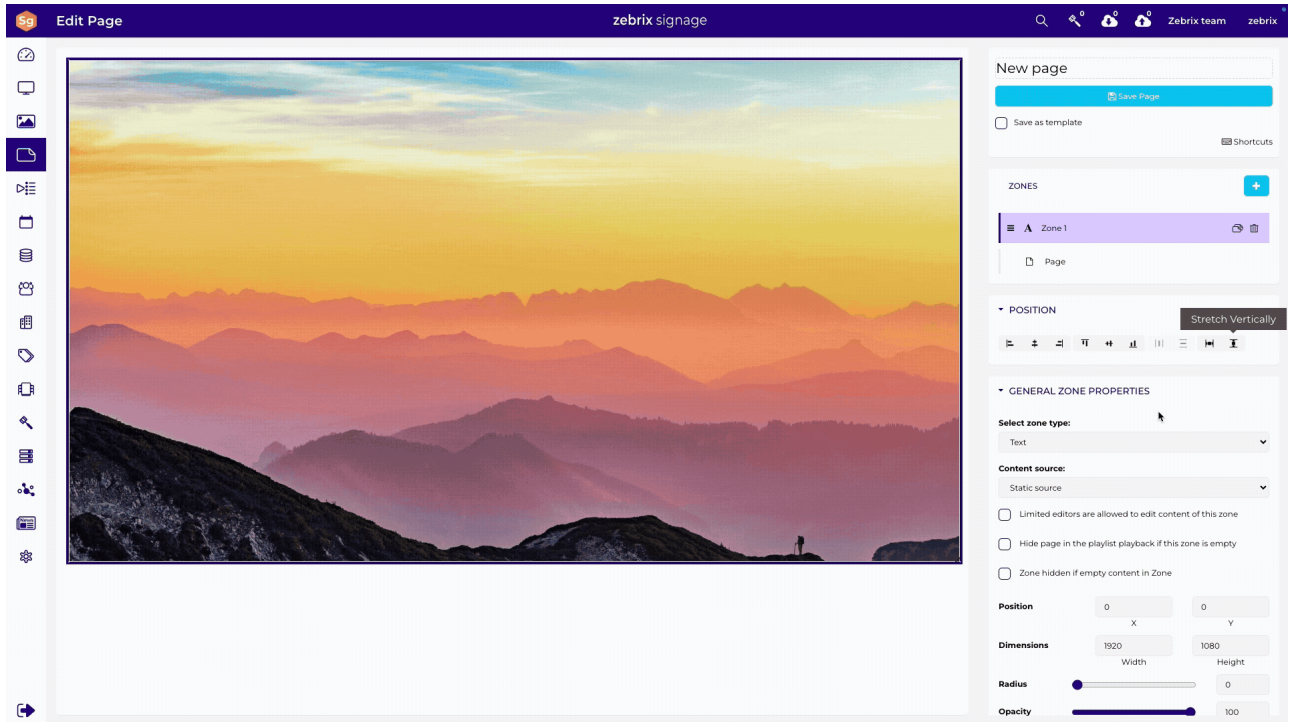 Sg Edit Page zebrix signage 0 0 0 Zebrix team zebrix
New page
Save Page
Save as template
Shortcuts
ZONES
A Zone 1
Page
POSITION
Stretch Vertically
GENERAL ZONE PROPERTIES
Select zone type:
Text
Content source:
Static source
Limited editors are allowed to edit content of this zone
Hide page in the playlist playback if this zone is empty
Zone hidden if empty content in Zone
Position 0 0
X Y
Dimensions 1920 1080
Width Height
Radius 0
Opacity 100